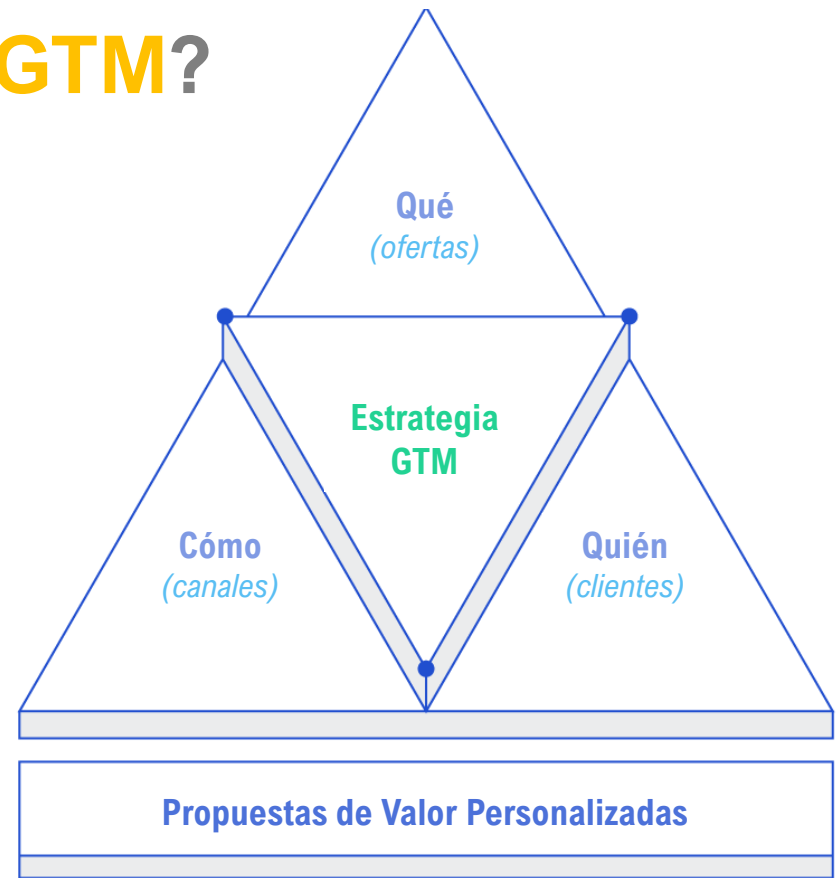 GTM?
Qué
(ofertas)
Estrategia
GTM
Cómo
(canales)
Quién
(clientes)
Propuestas de Valor Personalizadas